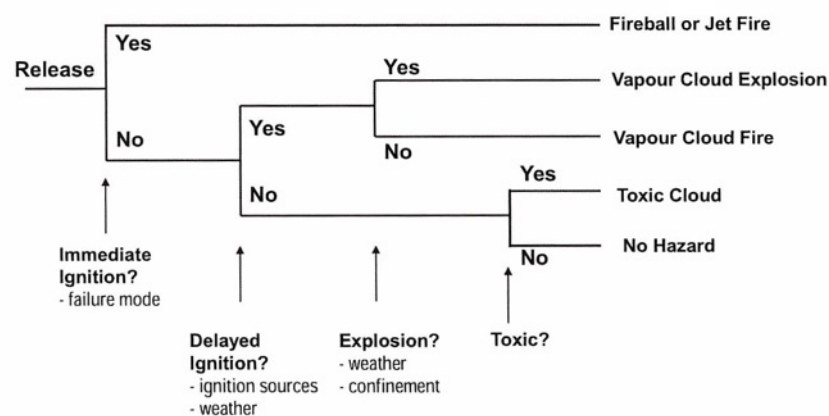 Fireball or Jet Fire
Yes
Release
Yes
Vapour Cloud Explosion
No
Yes
Vapour Cloud Fire
No
Yes
No
Toxic Cloud
No Hazard
No
Immediate
Ignition?
- failure mode
Delayed
Ignition?
- ignition sources
- weather
Explosion?
- weather
- confinement
Toxic?